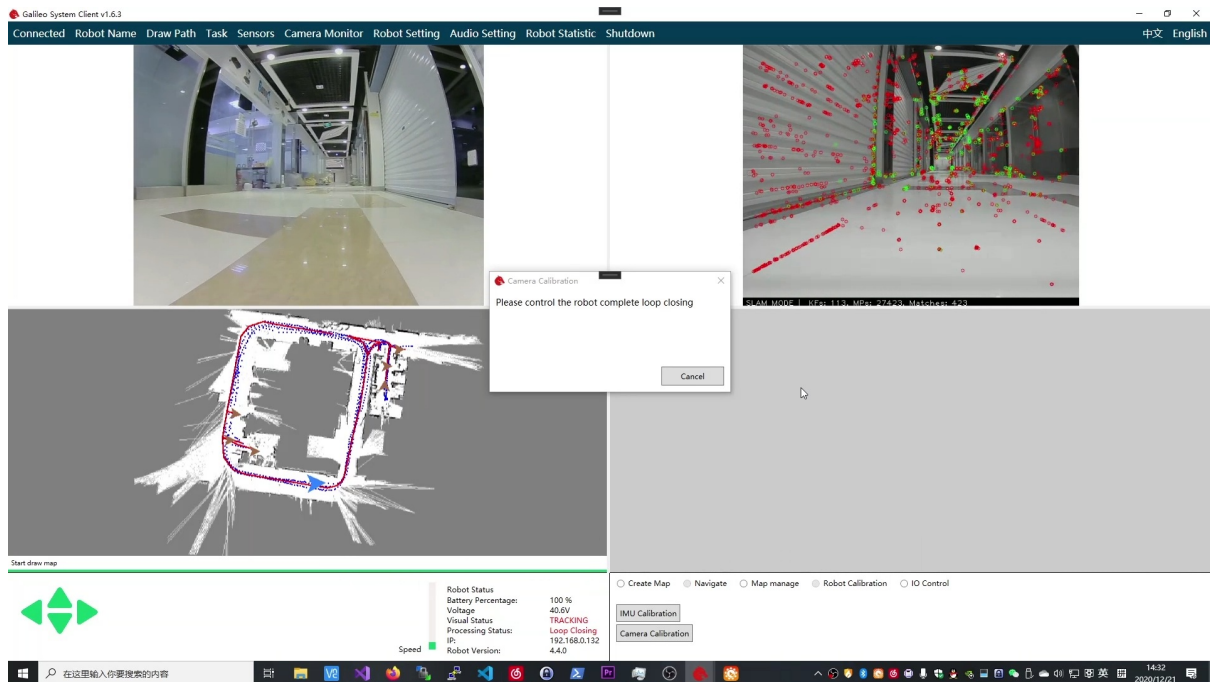 Galileo System Client v1.6.3
Connected Robot Name Draw Path Task Sensors Camera Monitor Robot Setting Audio Setting Robot Statistic Shutdown 中文 English
SLAM MODE | KFs: 113, MPs: 27423, Matches: 423
Camera Calibration
Please control the robot complete loop closing
Cancel
Start draw map
Create Map Navigate Map manage Robot Calibration IO Control
IMU Calibration
Camera Calibration
Robot Status
Battery Percentage: 100 %
Voltage 40.6V
Visual Status TRACKING
Processing Status: Loop Closing
IP: 192.168.0.132
Robot Version: 4.4.0
Speed
在这里输入你要搜索的内容
英
14:32
2020/12/21